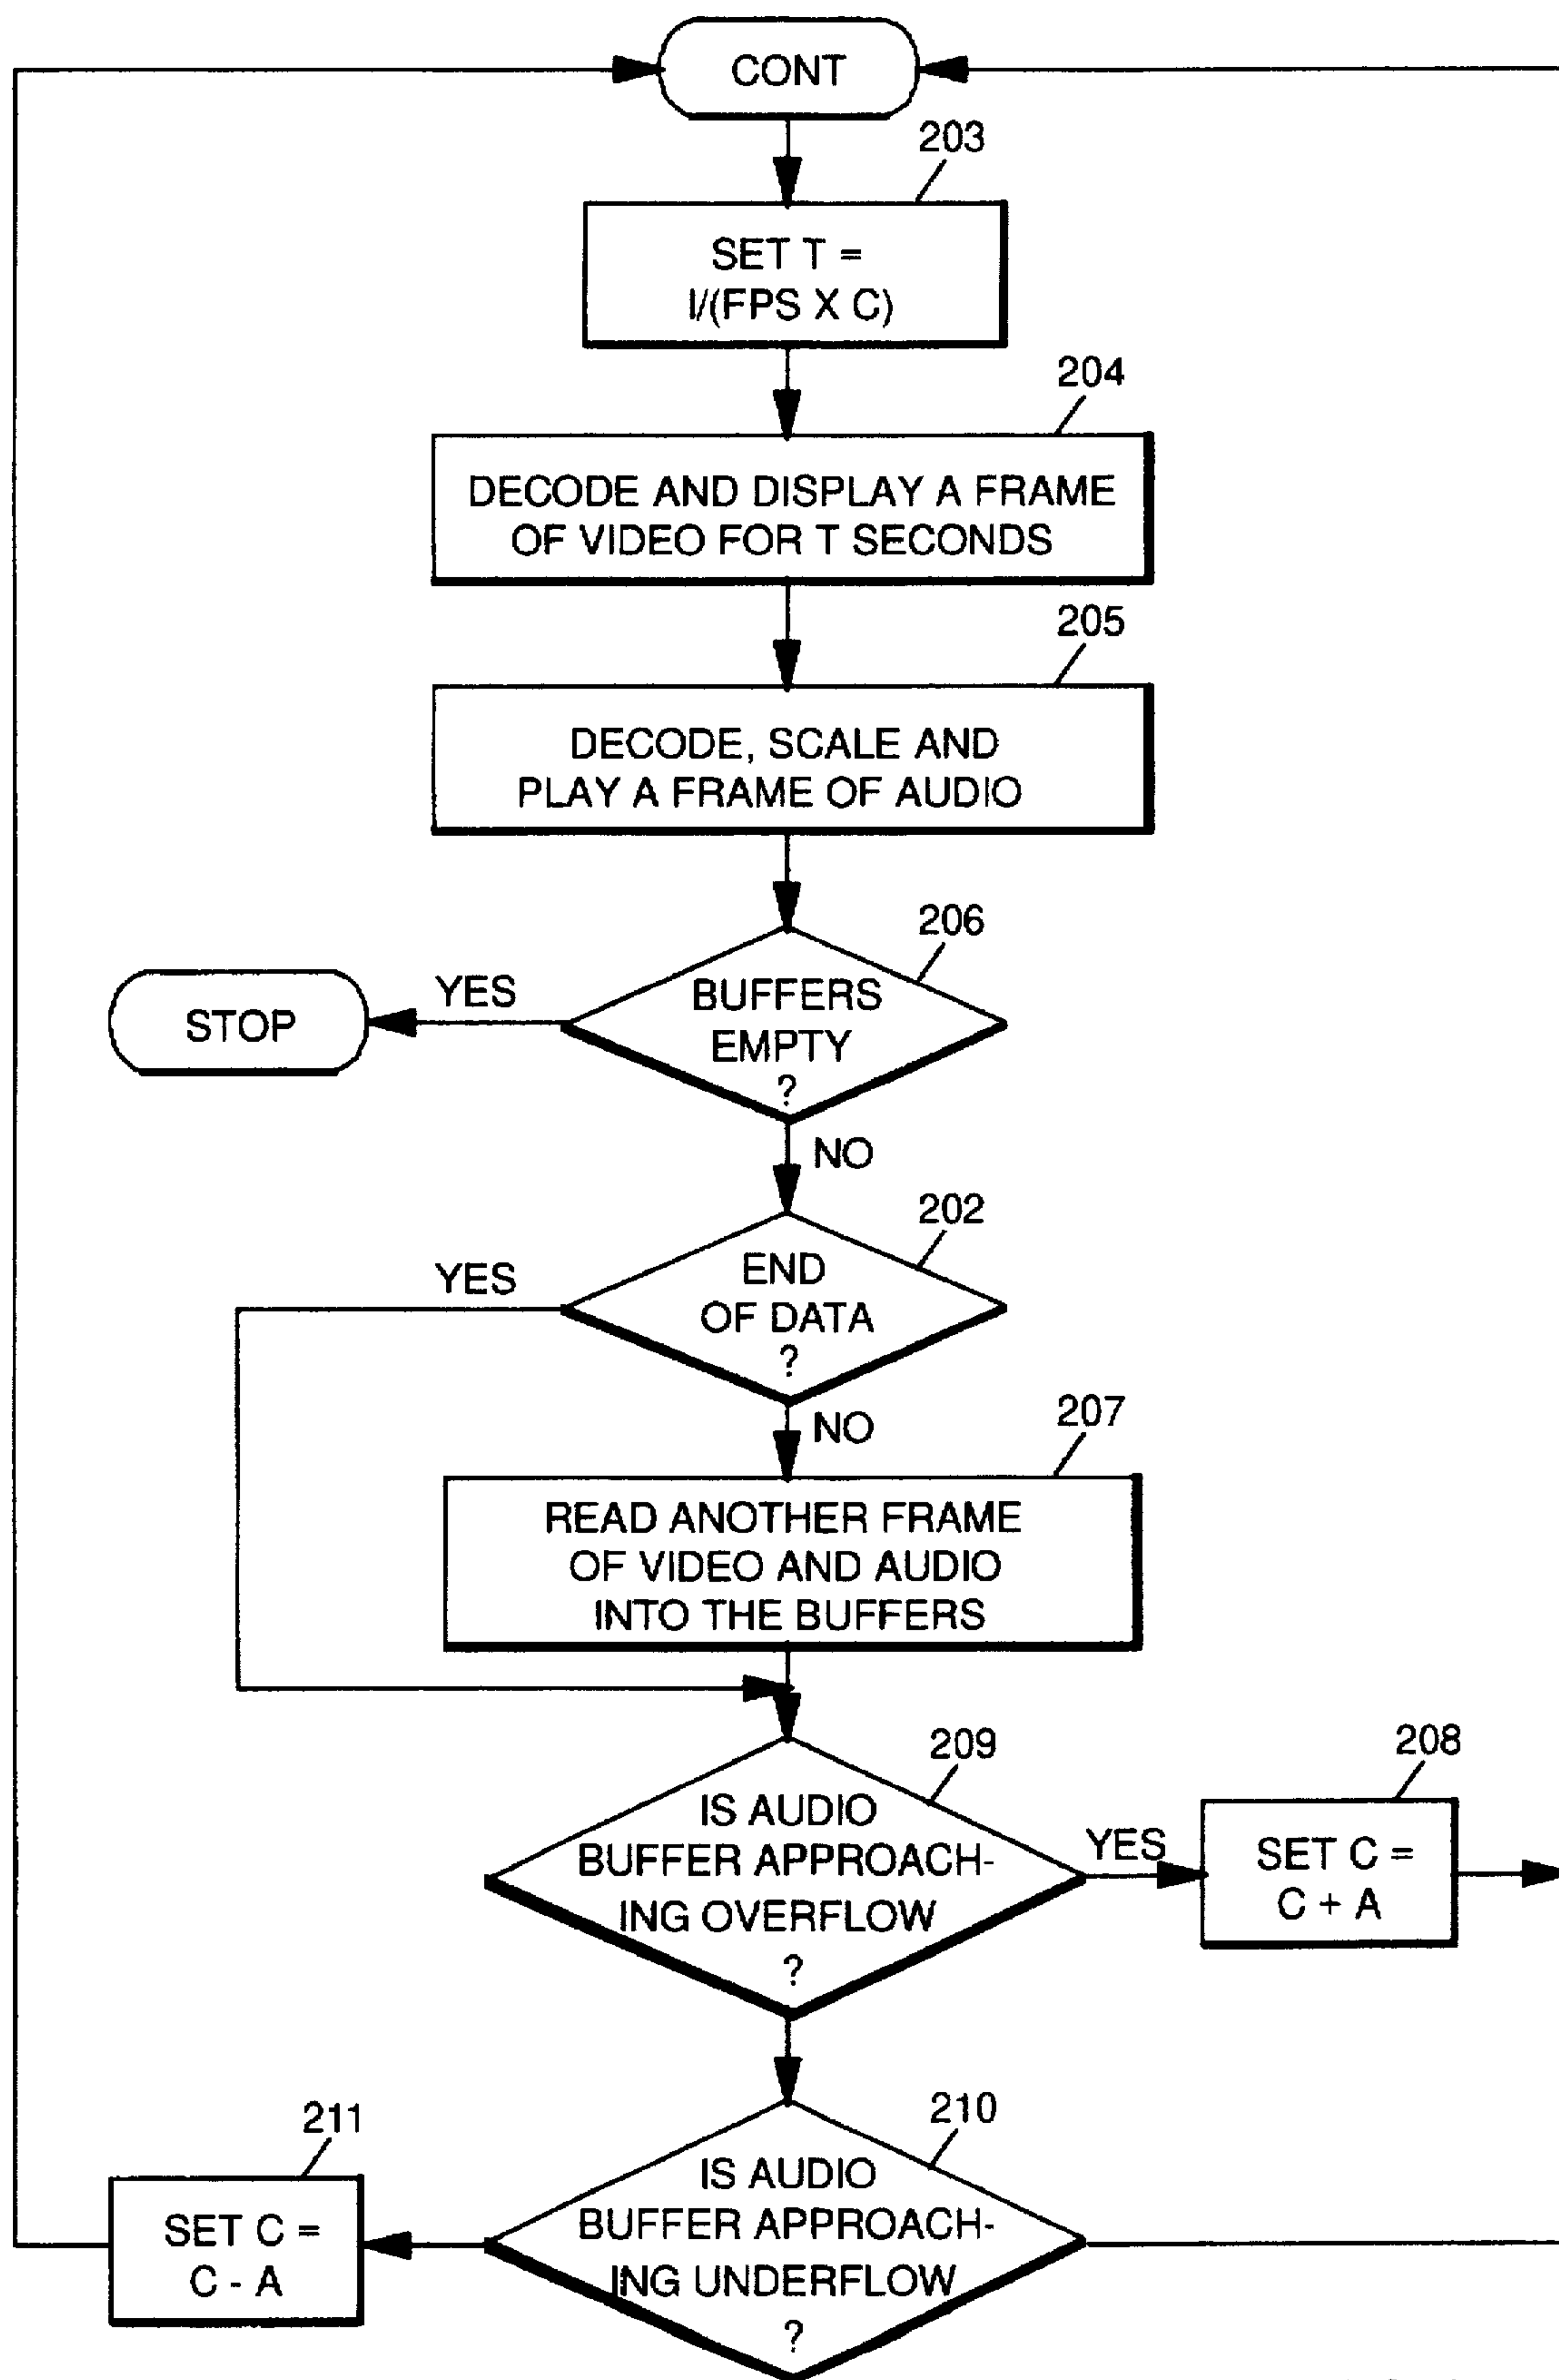 CONT
203
SET T =
I/(FPS X C)
204
DECODE AND DISPLAY A FRAME
OF VIDEO FOR T SECONDS
205
DECODE, SCALE AND
PLAY A FRAME OF AUDIO
206
BUFFERS
EMPTY
?
YES
STOP
NO
202
END
OF DATA
?
YES
NO
207
READ ANOTHER FRAME
OF VIDEO AND AUDIO
INTO THE BUFFERS
209
IS AUDIO
BUFFER APPROACH-
ING OVERFLOW
?
YES
208
SET C =
C + A
210
IS AUDIO
BUFFER APPROACH-
ING UNDERFLOW
?
211
SET C =
C - A